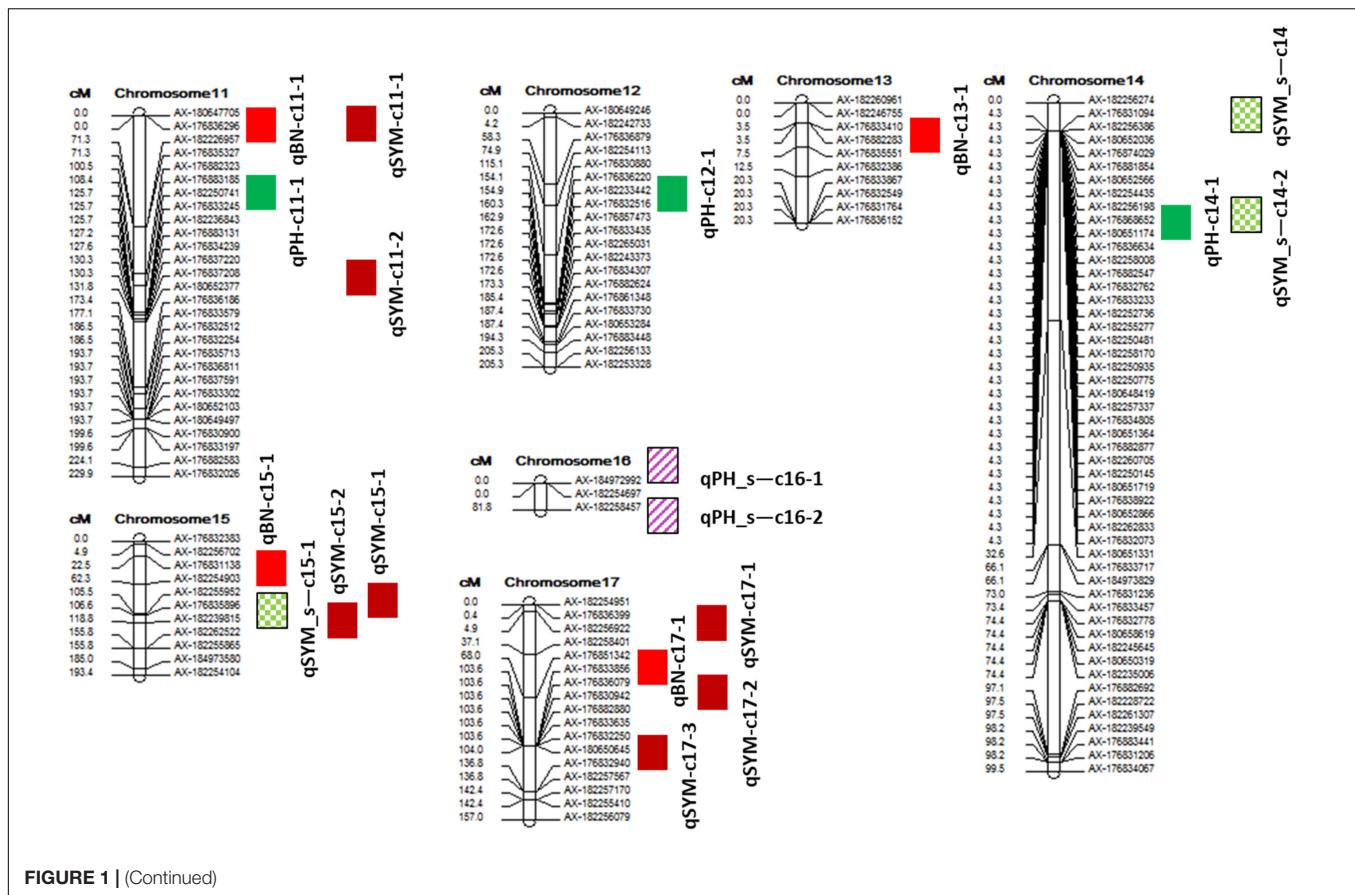 cM Chromosome11
0.0 AX-180647705
0.0 AX-176836296
71.3 AX-182226957
71.3 AX-176835327
100.5 AX-176882323
108.4 AX-176883185
125.7 AX-182250741
125.7 AX-176833245
125.7 AX-182236843
127.2 AX-176883131
127.6 AX-176834239
130.3 AX-176837220
130.3 AX-176837208
131.8 AX-180652377
173.4 AX-176836186
177.1 AX-176833579
186.5 AX-176832512
186.5 AX-176832254
193.7 AX-176835713
193.7 AX-176836811
193.7 AX-176837591
193.7 AX-176833302
193.7 AX-180652103
193.7 AX-180649497
199.6 AX-176830900
199.6 AX-176833197
224.1 AX-176882583
229.9 AX-176832026
qBN-c11-1
qPH-c11-1
qSYM-c11-1
qSYM-c11-2
cM Chromosome12
0.0 AX-180649246
4.2 AX-182242733
58.3 AX-176836879
74.9 AX-182254113
115.1 AX-176830880
154.1 AX-176836220
154.9 AX-182233442
160.3 AX-176832516
162.9 AX-176857473
172.6 AX-176833435
172.6 AX-182265031
172.6 AX-182243373
172.6 AX-176834307
173.3 AX-176882624
185.4 AX-176861348
187.4 AX-176833730
187.4 AX-180653284
194.3 AX-176883448
205.3 AX-182256133
205.3 AX-182253328
qPH-c12-1
cM Chromosome13
0.0 AX-182260961
0.0 AX-182246755
3.5 AX-176833410
3.5 AX-176882283
7.5 AX-176835551
12.5 AX-176832386
20.3 AX-176833867
20.3 AX-176832549
20.3 AX-176831764
20.3 AX-176836152
qBN-c13-1
cM Chromosome14
0.0 AX-182256274
4.3 AX-176831094
4.3 AX-182256386
4.3 AX-180652036
4.3 AX-176874029
4.3 AX-176881854
4.3 AX-180652566
4.3 AX-182254435
4.3 AX-182256198
4.3 AX-176868652
4.3 AX-180651174
4.3 AX-176836634
4.3 AX-182258008
4.3 AX-176882547
4.3 AX-176832762
4.3 AX-176833233
4.3 AX-182252736
4.3 AX-182255277
4.3 AX-182250481
4.3 AX-182258170
4.3 AX-182250935
4.3 AX-182250775
4.3 AX-180648419
4.3 AX-182257337
4.3 AX-176834805
4.3 AX-180651364
4.3 AX-176882877
4.3 AX-182260705
4.3 AX-182250145
4.3 AX-180651719
4.3 AX-176838922
4.3 AX-180652866
4.3 AX-182262833
4.3 AX-176832073
32.6 AX-180651331
66.1 AX-176833717
66.1 AX-184973829
73.0 AX-176831236
73.4 AX-176831457
74.4 AX-176832778
74.4 AX-180658619
74.4 AX-182245645
74.4 AX-180650319
74.4 AX-182235006
97.1 AX-176882692
97.5 AX-182228722
97.5 AX-182261307
98.2 AX-182239549
98.2 AX-176883441
98.2 AX-176831206
99.5 AX-176834067
qPH-c14-1
qSYM_s—c14
qSYM_s—c14-2
cM Chromosome15
0.0 AX-176832383
4.9 AX-182256702
22.5 AX-176831138
62.3 AX-182254903
105.5 AX-182255952
106.6 AX-176835896
118.8 AX-182239815
155.8 AX-182262522
155.8 AX-182255865
185.0 AX-184973580
193.4 AX-182254104
qBN-c15-1
qSYM_s—c15-1
qSYM-c15-2
qSYM-c15-1
cM Chromosome16
0.0 AX-184972992
0.0 AX-182254697
81.8 AX-182258457
qPH_s—c16-1
qPH_s—c16-2
cM Chromosome17
0.0 AX-182254951
0.4 AX-176836399
4.9 AX-182256922
37.1 AX-182258401
68.0 AX-176851342
103.6 AX-176833856
103.6 AX-176836079
103.6 AX-176830942
103.6 AX-176882880
103.6 AX-176833635
103.6 AX-176832250
104.0 AX-180650645
136.8 AX-176832940
136.8 AX-182257567
142.4 AX-182257170
142.4 AX-182255410
157.0 AX-182256079
qBN-c17-1
qSYM-c17-3
qSYM-c17-1
qSYM-c17-2
FIGURE 1 | (Continued)